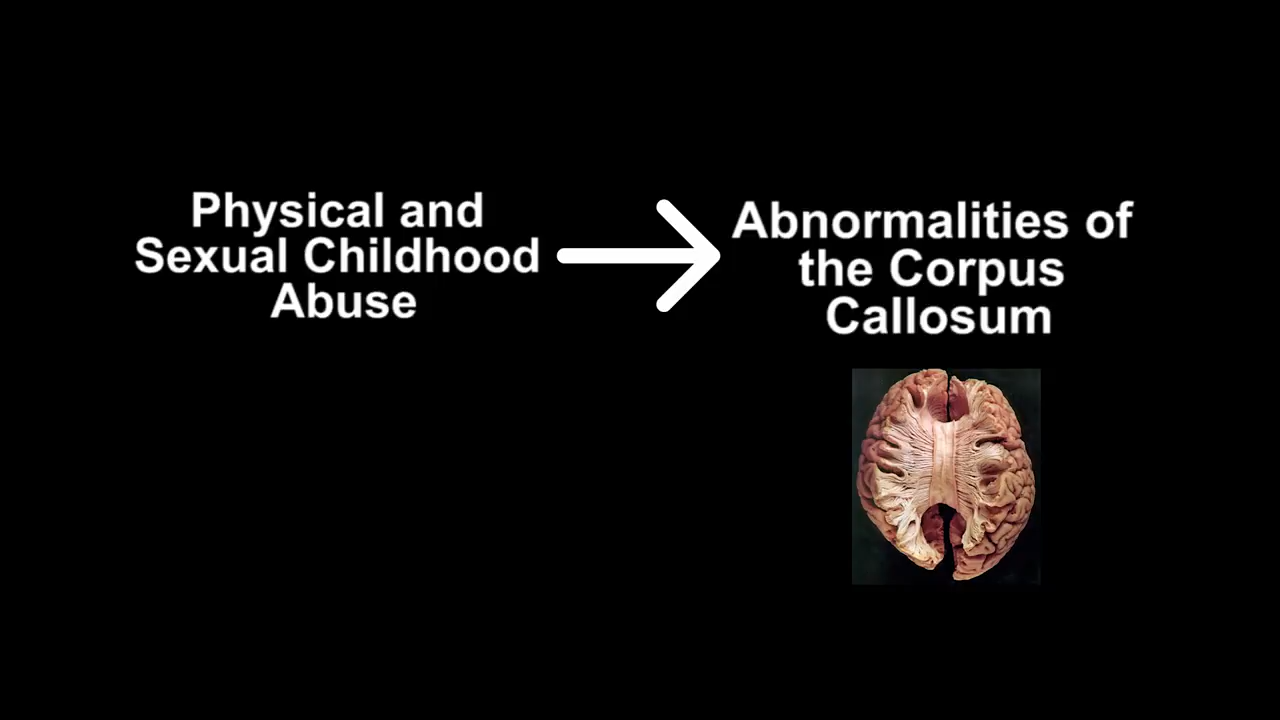 Physical and
Sexual Childhood
Abuse
Abnormalities of
the Corpus
Callosum